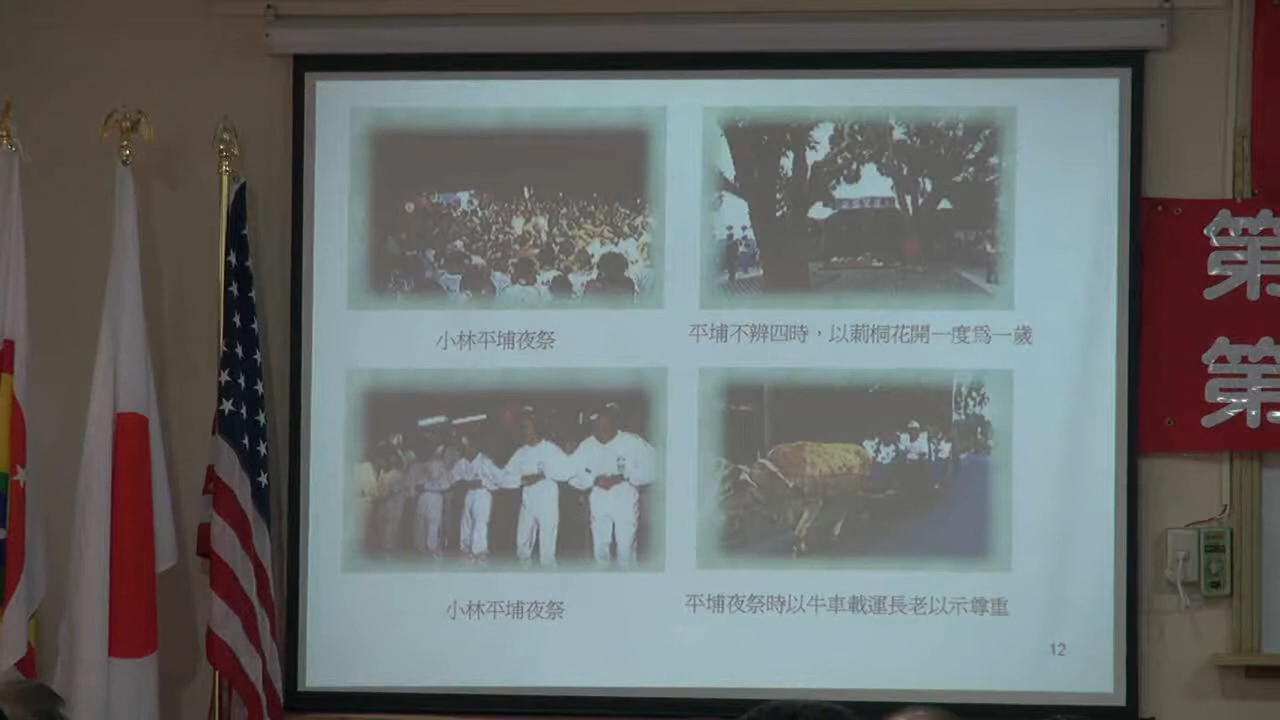 小林平埔夜祭
平埔不辨四時，以莿桐花開一度為一歲
小林平埔夜祭
平埔夜祭時以牛車載運長老以示尊重
12
第
第